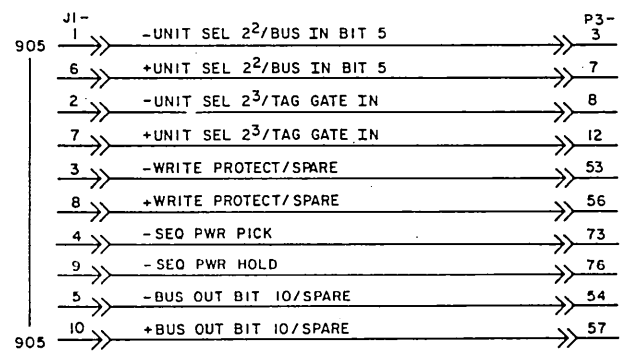 J1- P3-
905 1 -UNIT SEL 2²/BUS IN BIT 5 3
6 +UNIT SEL 2²/BUS IN BIT 5 7
2 -UNIT SEL 2³/TAG GATE IN 8
7 +UNIT SEL 2³/TAG GATE IN 12
3 -WRITE PROTECT/SPARE 53
8 +WRITE PROTECT/SPARE 56
4 -SEQ PWR PICK 73
9 -SEQ PWR HOLD 76
5 -BUS OUT BIT 10/SPARE 54
905 10 +BUS OUT BIT 10/SPARE 57